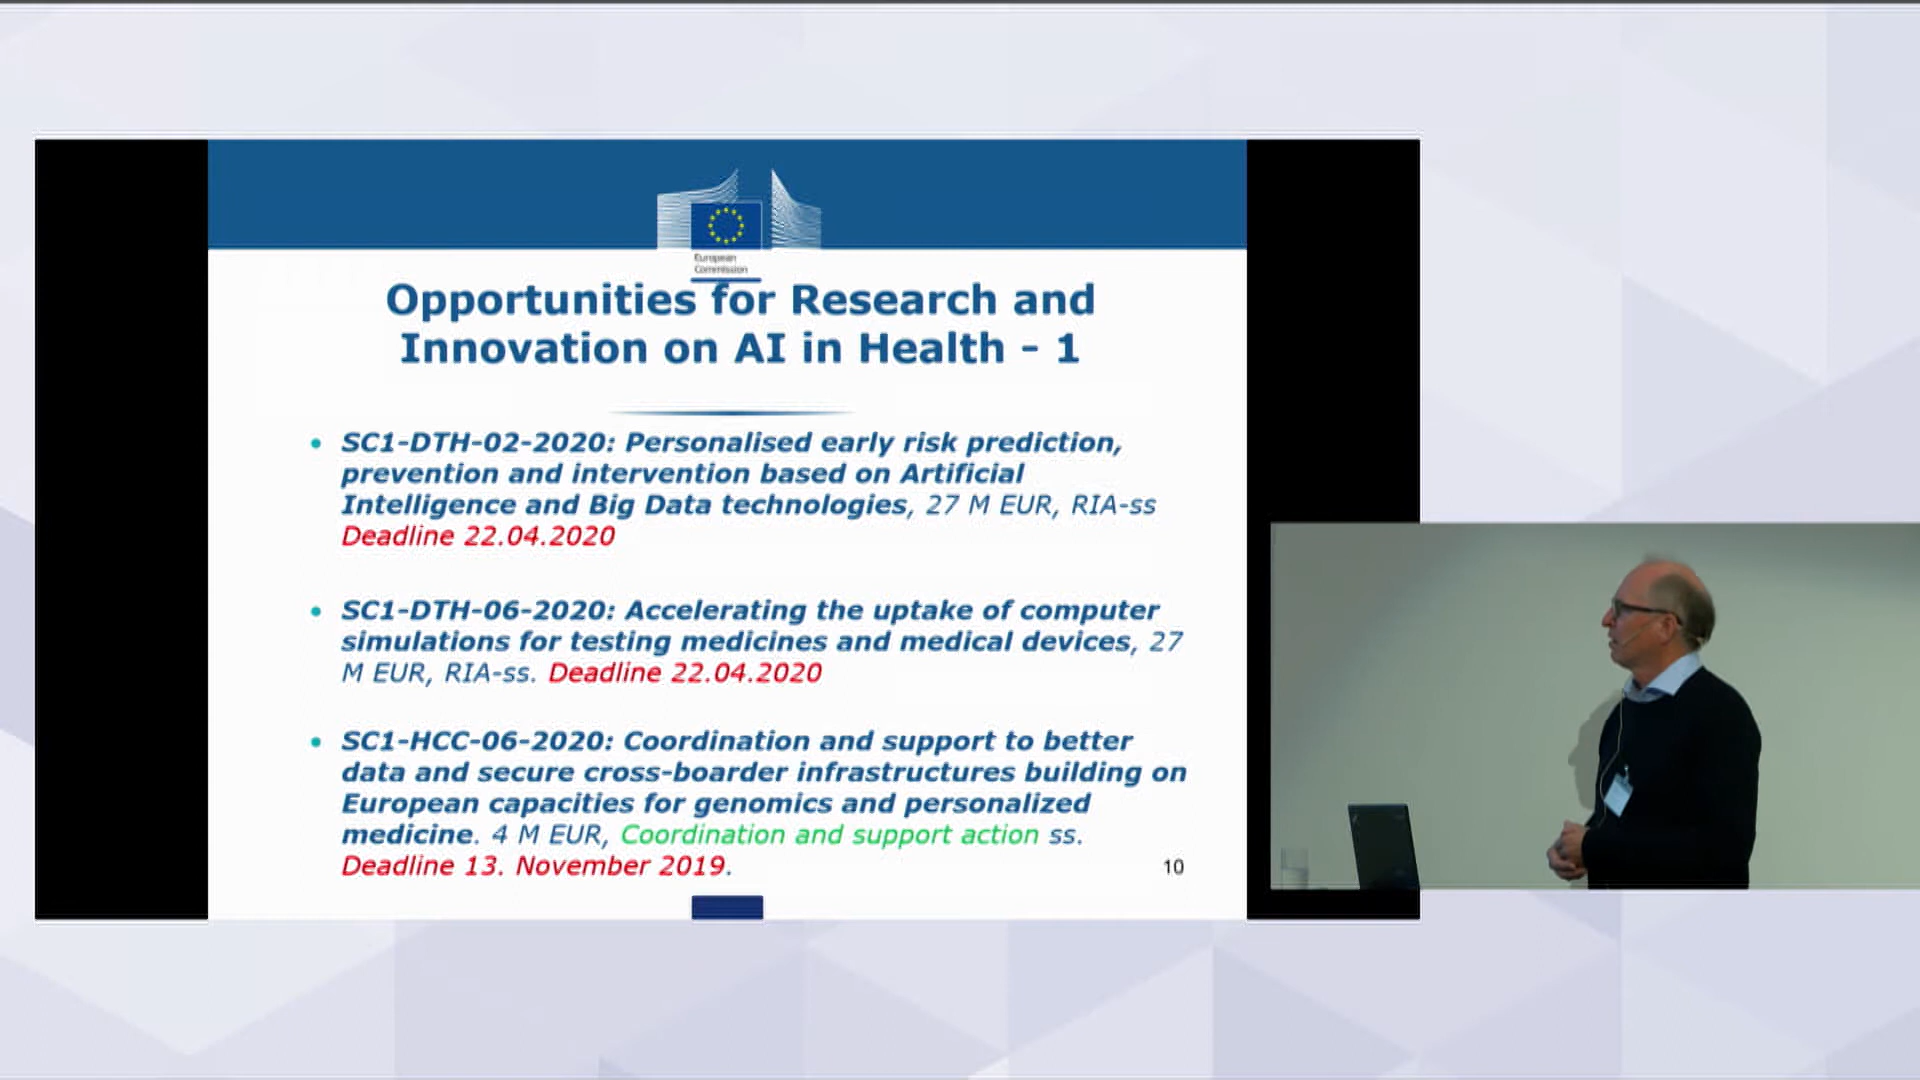 European
Commission
Opportunities for Research and
Innovation on AI in Health - 1
• SC1-DTH-02-2020: Personalised early risk prediction,
prevention and intervention based on Artificial
Intelligence and Big Data technologies, 27 M EUR, RIA-ss
Deadline 22.04.2020
• SC1-DTH-06-2020: Accelerating the uptake of computer
simulations for testing medicines and medical devices, 27
M EUR, RIA-ss. Deadline 22.04.2020
• SC1-HCC-06-2020: Coordination and support to better
data and secure cross-boarder infrastructures building on
European capacities for genomics and personalized
medicine. 4 M EUR, Coordination and support action ss.
Deadline 13. November 2019.
10